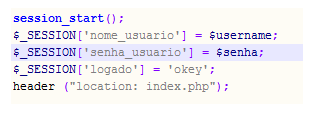 session_start();
$_SESSION['nome_usuario'] = $username;
$_SESSION['senha_usuario'] = $senha;
$_SESSION['logado'] = 'okey';
header ("location: index.php");